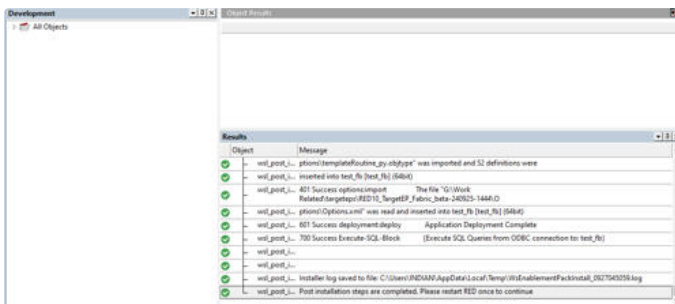 Development
Object Results
All Objects
Results
Object Message
wsl_post_i... ptions\templateRoutine_py.objtype" was imported and 52 definitions were
wsl_post_i... inserted into test_fb [test_fb] (64bit)
wsl_post_i... 401 Success options:import The file "G:\Work
Related\targeteps\RED10_TargetEP_Fabric_beta-240925-1444\O
wsl_post_i... ptions\Options.xml" was read and inserted into test_fb [test_fb] (64bit)
wsl_post_i... 601 Success deployment:deploy Application Deployment Complete
wsl_post_i... 700 Success Execute-SQL-Block {Execute SQL Queries from ODBC connection to: test_fb}
wsl_post_i...
wsl_post_i...
wsl_post_i... Installer log saved to file: C:\Users\INDIAN\AppData\Local\Temp\WsEnablementPackInstall_0927045059.log
wsl_post_i... Post installation steps are completed. Please restart RED once to continue.